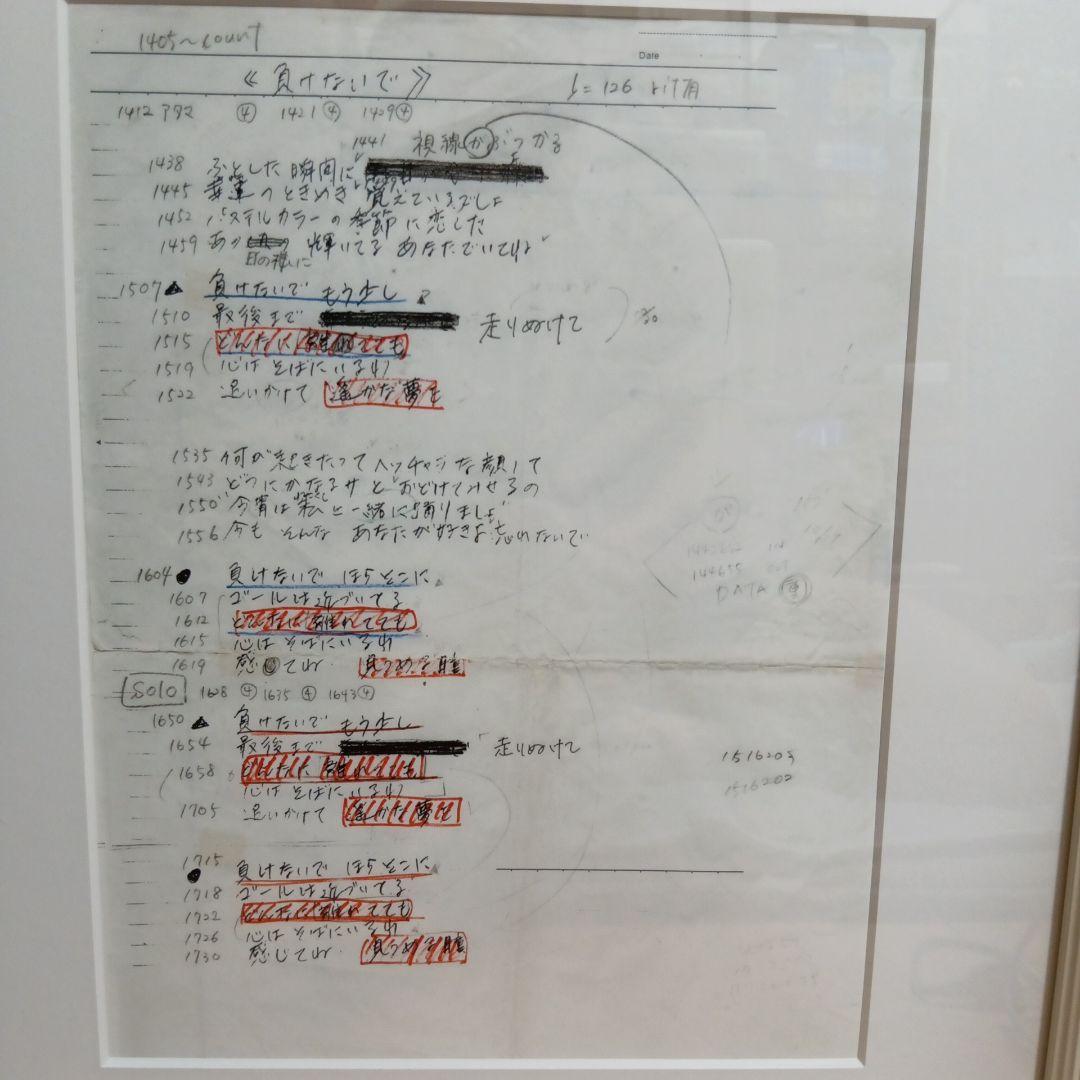 1405〜count
Date
《負けないで》 ♩=126 rit有
1412 アタマ ④ 1421 ④ 1429 ④
1441 視線がぶつかる
1438 ふとした瞬間に
1445 幸運のときめき 覚えているでしょ
1452 パステルカラーの季節に恋した
1459 あの 輝いてる あなたでいてね
日の様に
1507 ▲ 負けないで もう少し
1510 最後まで 走りぬけて
1515 どんなに 離れてても
1519 心は そばにいるわ
1522 追いかけて 遥かな夢を
1535 何が起きたって ヘッチャラな顔して
1543 どうにかなるサと おどけてみせるの
1550 今宵は私と一緒に踊りましょ
1556 今も そんな あなたが好きよ 忘れないで
1604 ● 負けないで ほらそこに
1607 ゴールは近づいてる
1612 どんなに 離れてても
1615 心は そばにいるわ
1619 感じてね 見つめる瞳
DATA
Solo 1628 ④ 1635 ④ 1643 ④
1650 ▲ 負けないで もう少し
1654 最後まで 走りぬけて
1658 どんなに 離れてても
心は そばにいるわ
1705 追いかけて 遥かな夢を
1516203
1516202
1715 ● 負けないで ほらそこに
1718 ゴールは近づいてる
1722 どんなに 離れてても
1726 心は そばにいるわ
1730 感じてね 見つめる瞳